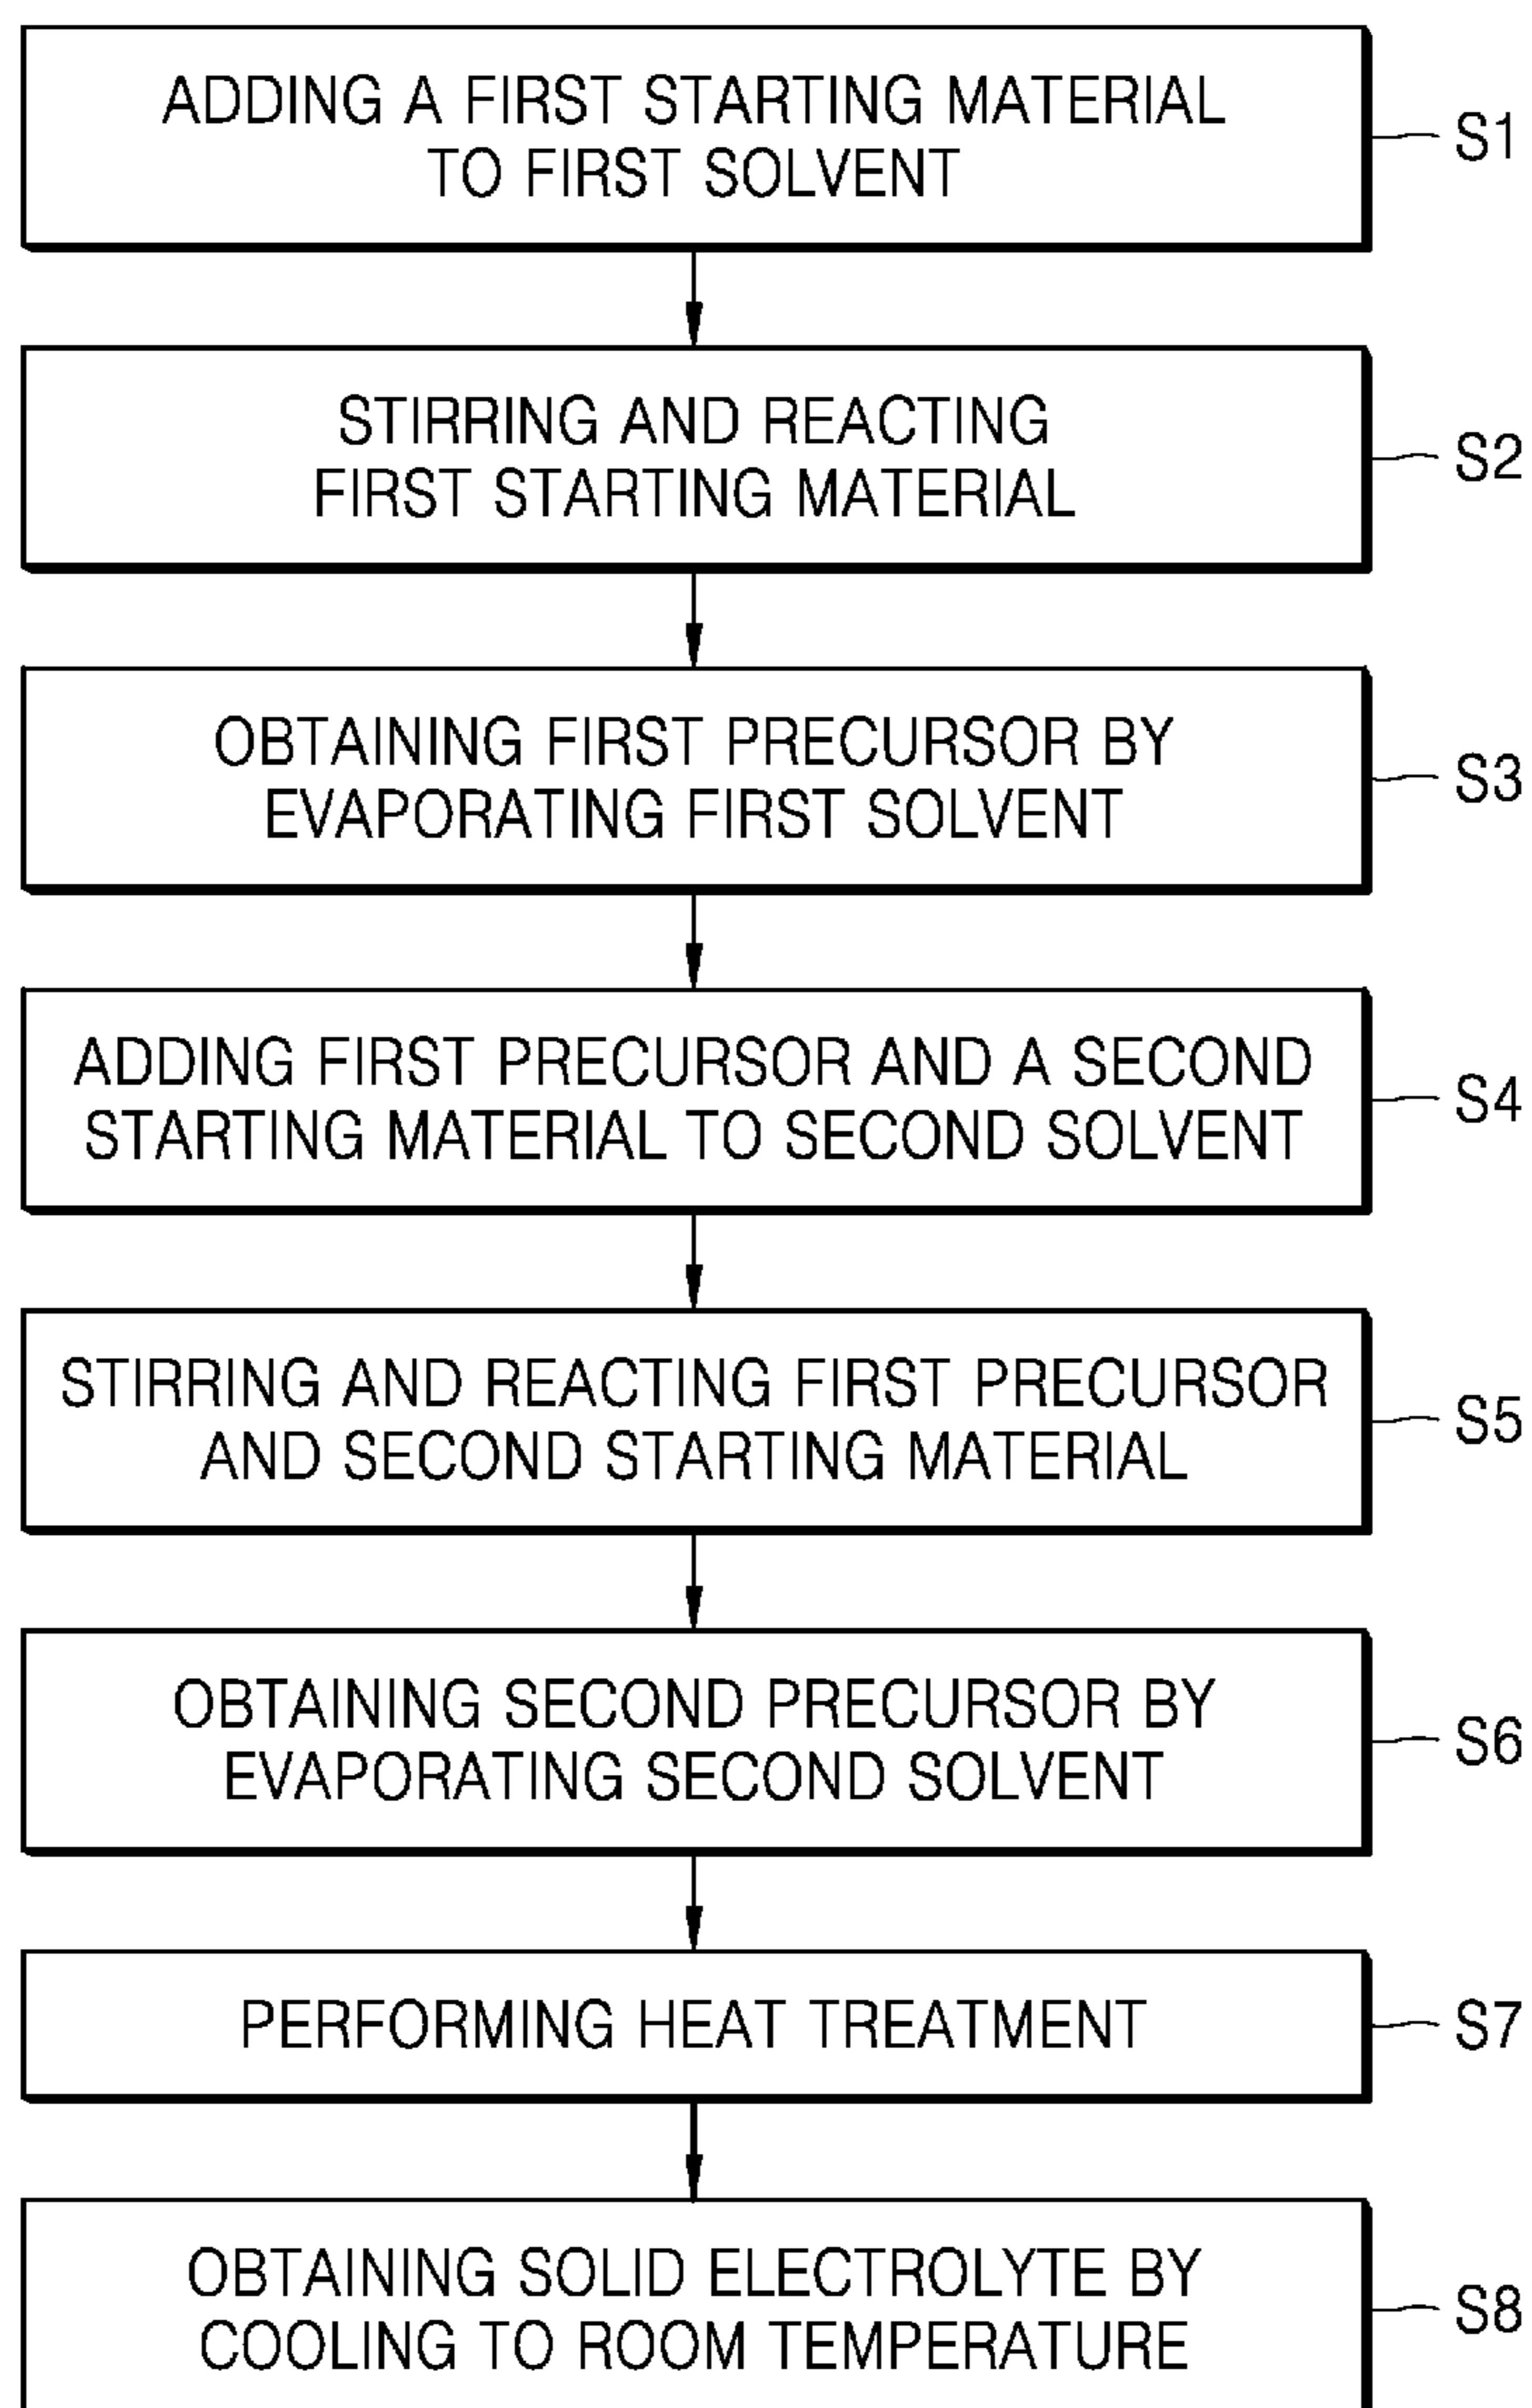 ADDING A FIRST STARTING MATERIAL
TO FIRST SOLVENT
S1
STIRRING AND REACTING
FIRST STARTING MATERIAL
S2
OBTAINING FIRST PRECURSOR BY
EVAPORATING FIRST SOLVENT
S3
ADDING FIRST PRECURSOR AND A SECOND
STARTING MATERIAL TO SECOND SOLVENT
S4
STIRRING AND REACTING FIRST PRECURSOR
AND SECOND STARTING MATERIAL
S5
OBTAINING SECOND PRECURSOR BY
EVAPORATING SECOND SOLVENT
S6
PERFORMING HEAT TREATMENT
S7
OBTAINING SOLID ELECTROLYTE BY
COOLING TO ROOM TEMPERATURE
S8